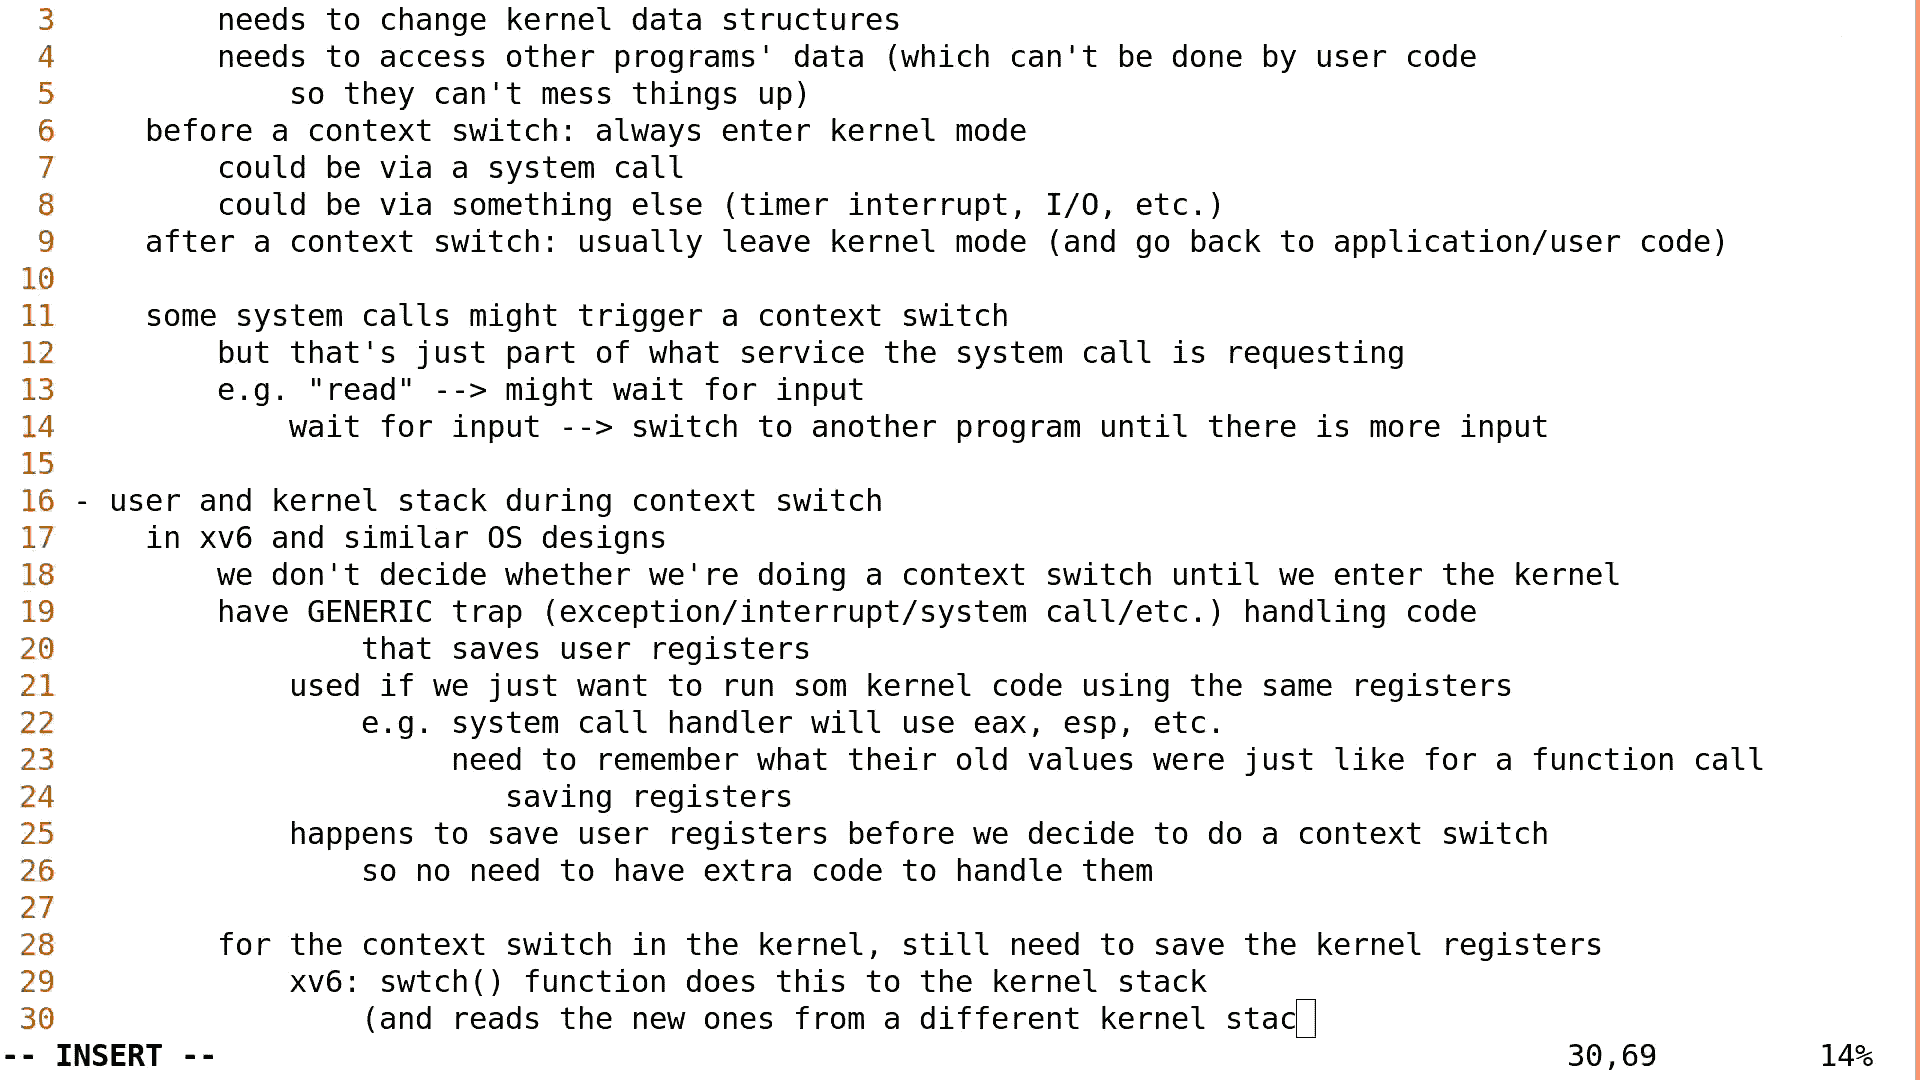 3 needs to change kernel data structures
4 needs to access other programs' data (which can't be done by user code
5 so they can't mess things up)
6 before a context switch: always enter kernel mode
7 could be via a system call
8 could be via something else (timer interrupt, I/O, etc.)
9 after a context switch: usually leave kernel mode (and go back to application/user code)
10
11 some system calls might trigger a context switch
12 but that's just part of what service the system call is requesting
13 e.g. "read" --> might wait for input
14 wait for input --> switch to another program until there is more input
15
16 - user and kernel stack during context switch
17 in xv6 and similar OS designs
18 we don't decide whether we're doing a context switch until we enter the kernel
19 have GENERIC trap (exception/interrupt/system call/etc.) handling code
20 that saves user registers
21 used if we just want to run som kernel code using the same registers
22 e.g. system call handler will use eax, esp, etc.
23 need to remember what their old values were just like for a function call
24 saving registers
25 happens to save user registers before we decide to do a context switch
26 so no need to have extra code to handle them
27
28 for the context switch in the kernel, still need to save the kernel registers
29 xv6: swtch() function does this to the kernel stack
30 (and reads the new ones from a different kernel stac
-- INSERT -- 30,69 14%